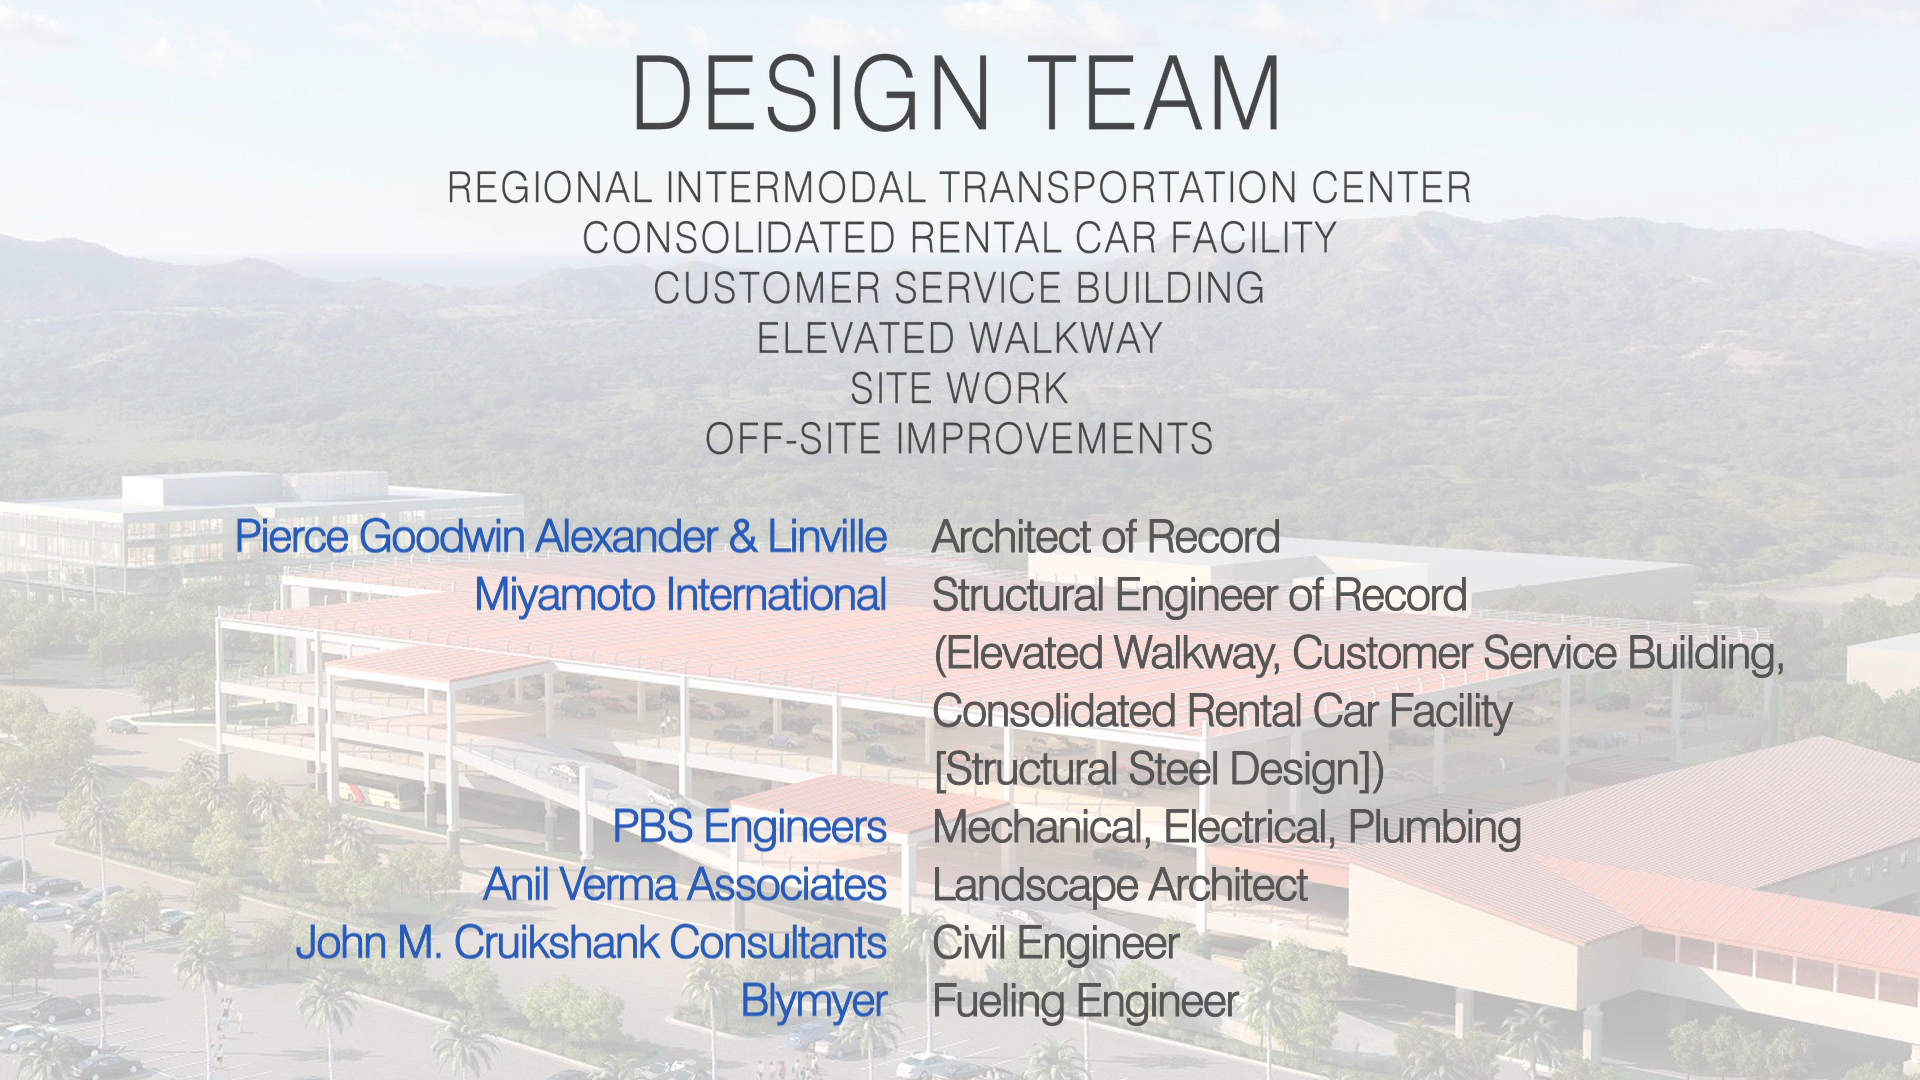 DESIGN TEAM
REGIONAL INTERMODAL TRANSPORTATION CENTER
CONSOLIDATED RENTAL CAR FACILITY
CUSTOMER SERVICE BUILDING
ELEVATED WALKWAY
SITE WORK
OFF-SITE IMPROVEMENTS
Pierce Goodwin Alexander & Linville Architect of Record
Miyamoto International Structural Engineer of Record
(Elevated Walkway, Customer Service Building,
Consolidated Rental Car Facility
[Structural Steel Design])
PBS Engineers Mechanical, Electrical, Plumbing
Anil Verma Associates Landscape Architect
John M. Cruikshank Consultants Civil Engineer
Blymyer Fueling Engineer